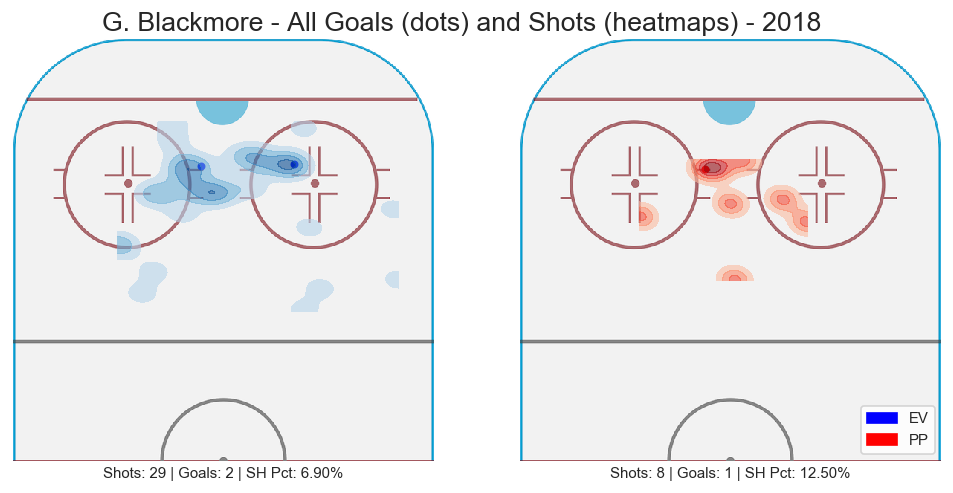 G. Blackmore - All Goals (dots) and Shots (heatmaps) - 2018
EV
PP
Shots: 29 | Goals: 2 | SH Pct: 6.90%
Shots: 8 | Goals: 1 | SH Pct: 12.50%